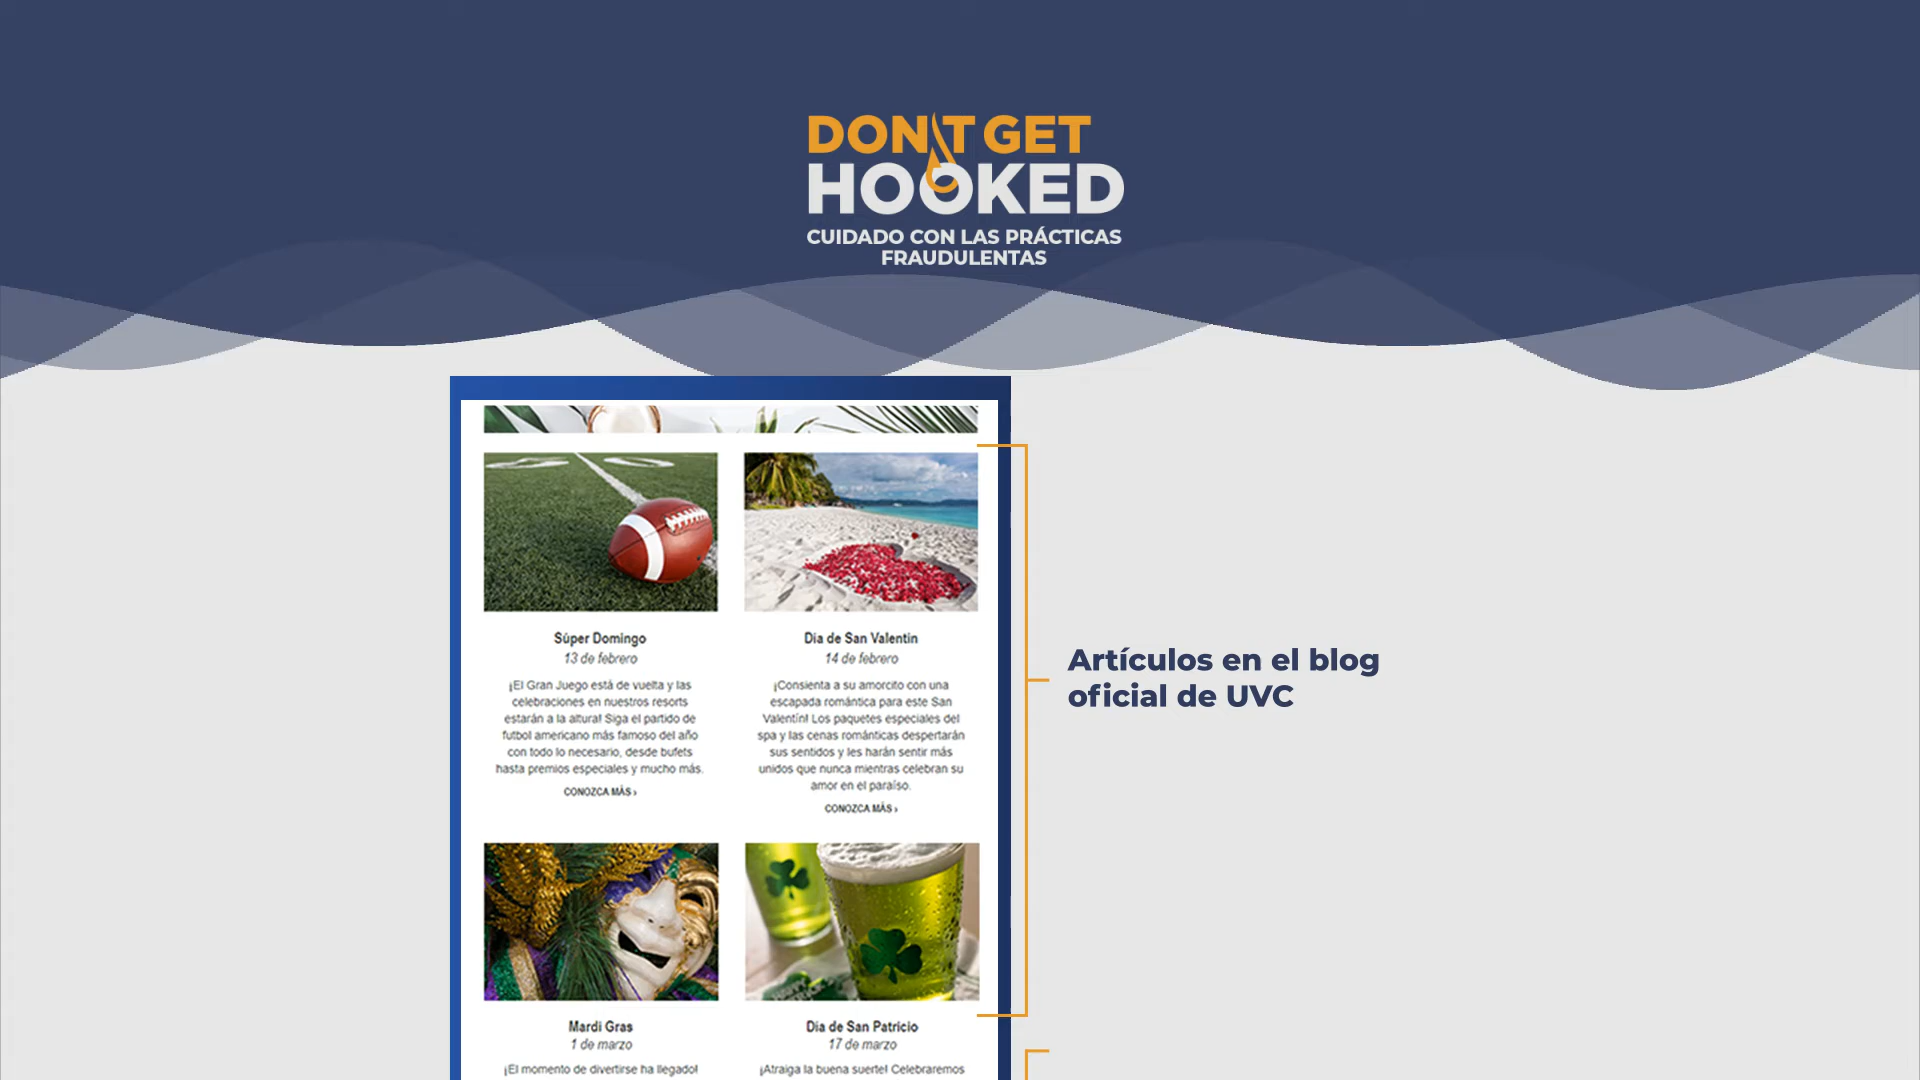 DON'T GET
HOOKED
CUIDADO CON LAS PRÁCTICAS
FRAUDULENTAS
Súper Domingo
13 de febrero
¡El Gran Juego está de vuelta y las
celebraciones en nuestros resorts
estarán a la altura! Siga el partido de
futbol americano más famoso del año
con todo lo necesario, desde bufets
hasta premios especiales y mucho más.
CONOZCA MÁS ›
Día de San Valentín
14 de febrero
¡Consienta a su amorcito con una
escapada romántica para este San
Valentín! Los paquetes especiales del
spa y las cenas románticas despertarán
sus sentidos y les harán sentir más
unidos que nunca mientras celebran su
amor en el paraíso.
CONOZCA MÁS ›
Artículos en el blog
oficial de UVC
Mardi Gras
1 de marzo
¡El momento de divertirse ha llegado!
Día de San Patricio
17 de marzo
¡Atraiga la buena suerte! Celebraremos